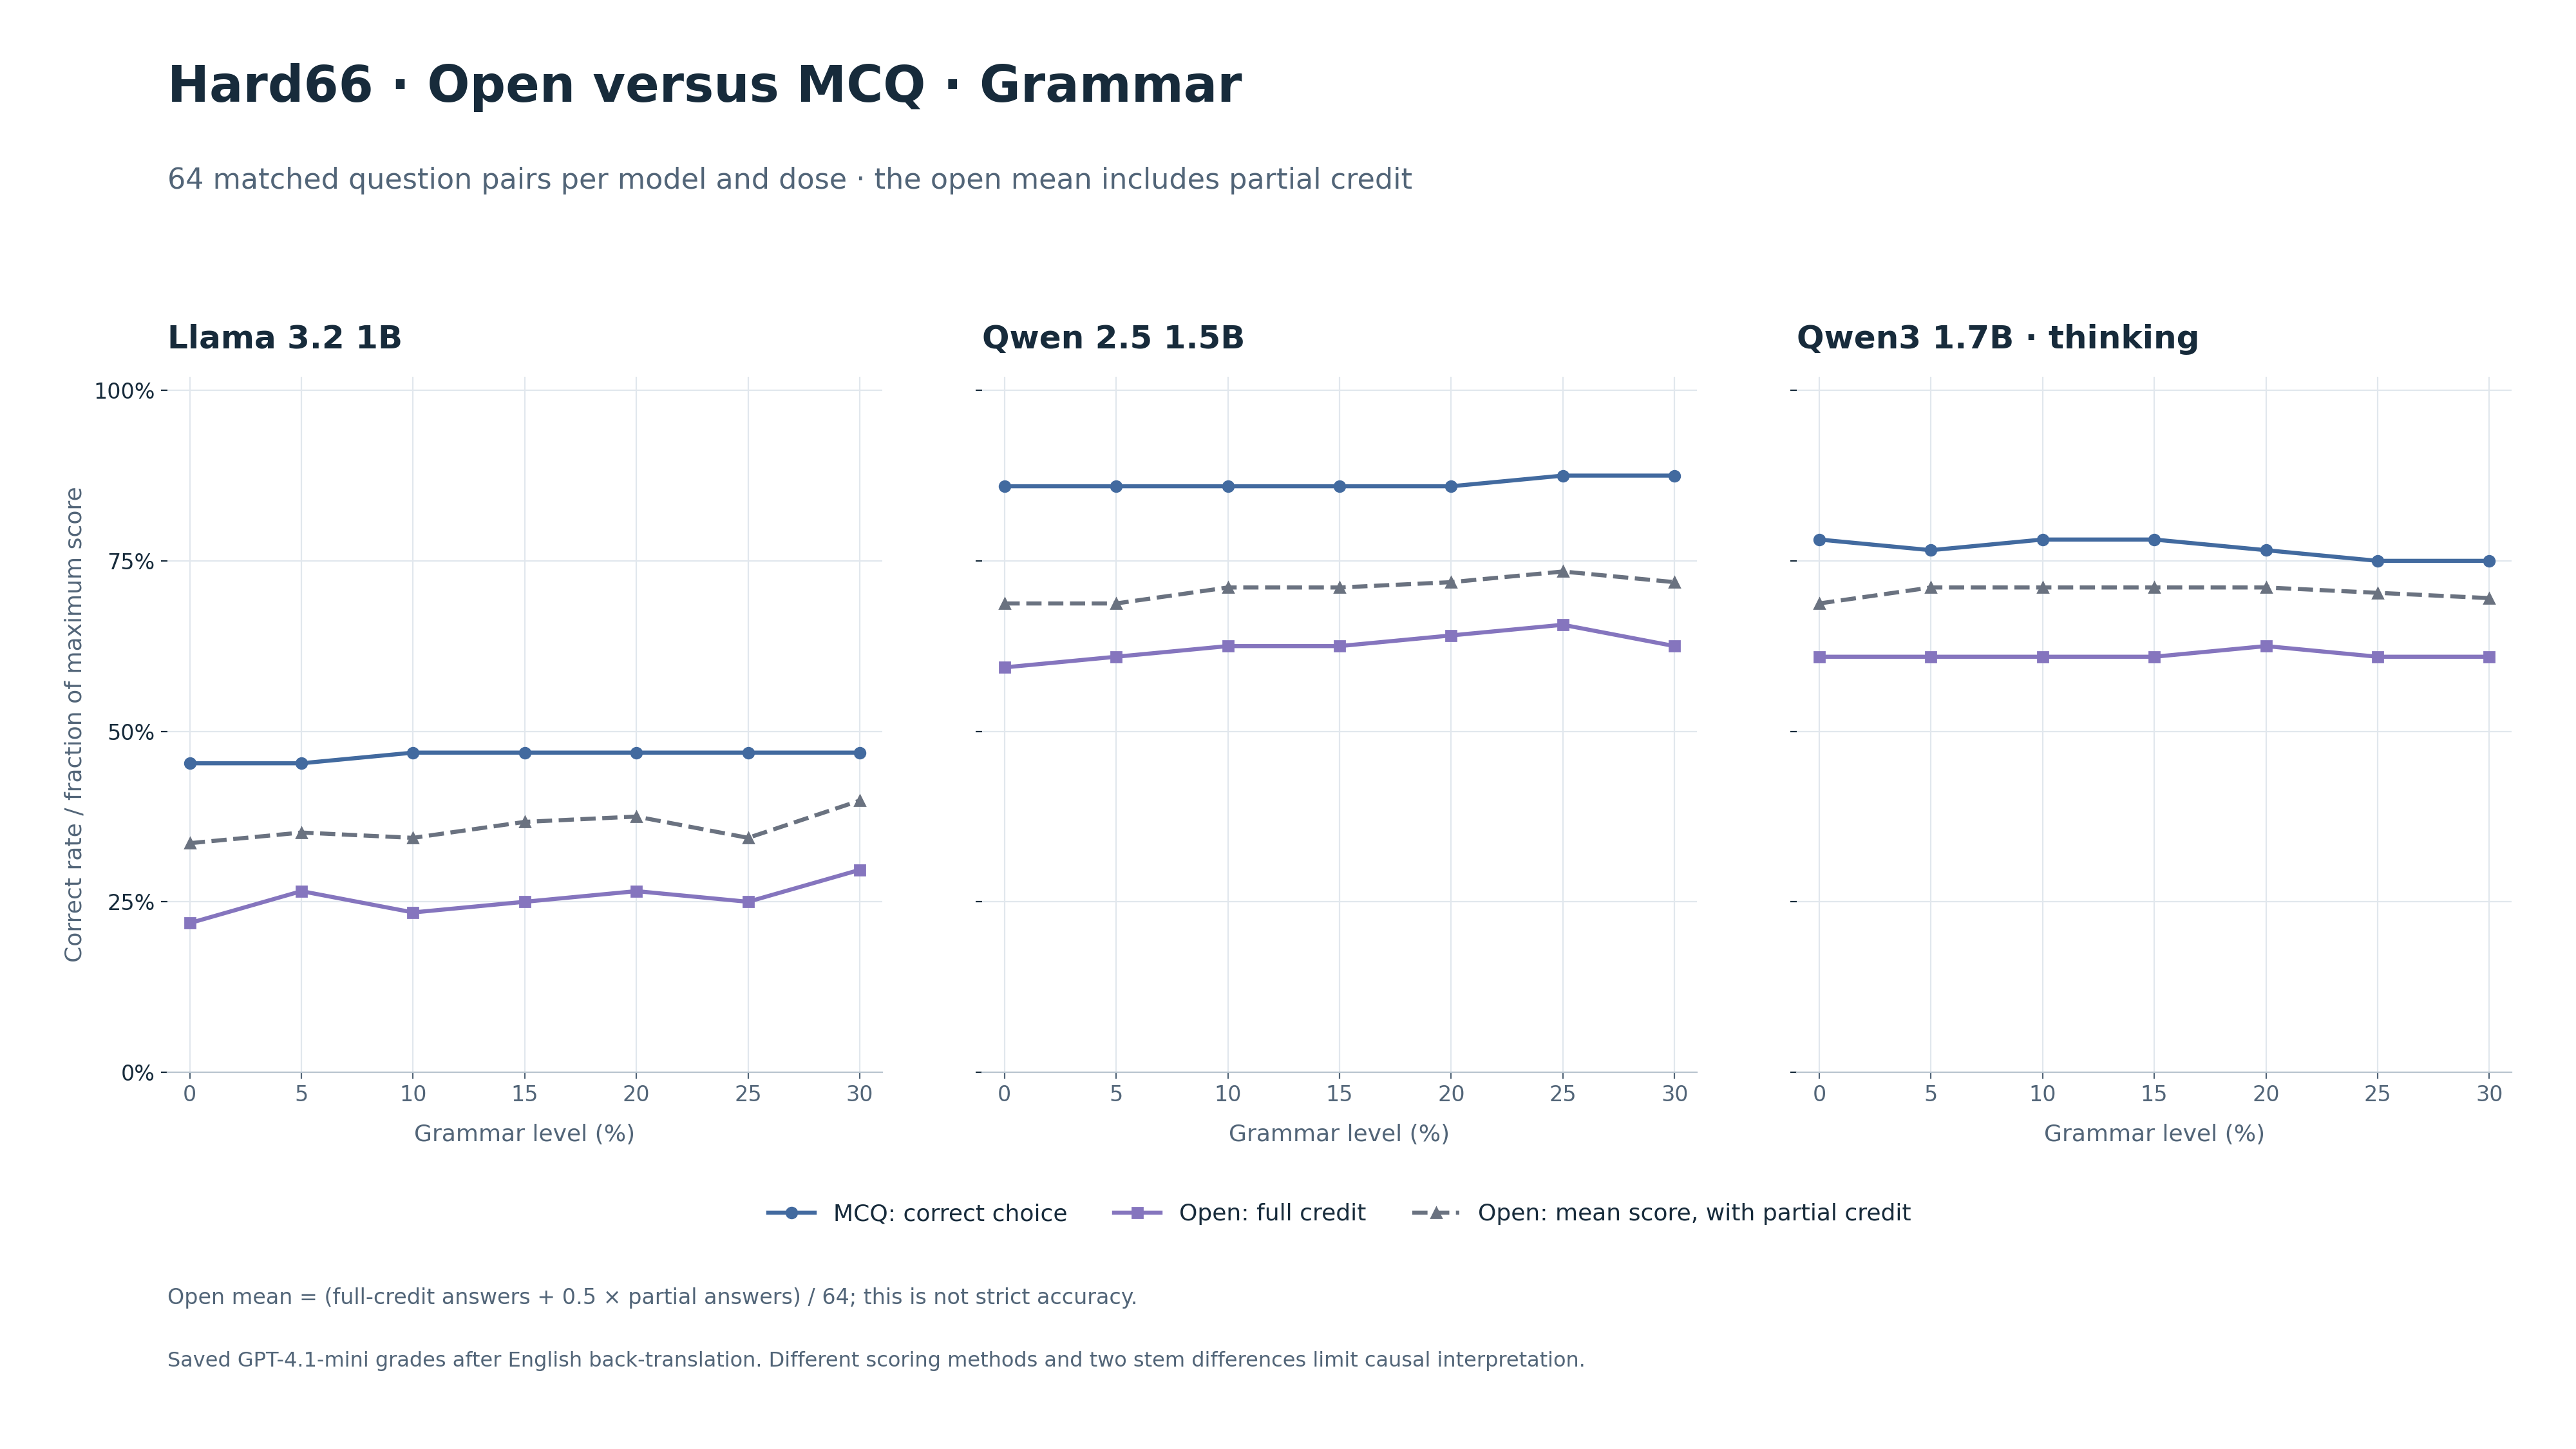 Hard66 · Open versus MCQ · Grammar
64 matched question pairs per model and dose · the open mean includes partial credit
Llama 3.2 1B
Qwen 2.5 1.5B
Qwen3 1.7B · thinking
Correct rate / fraction of maximum score
100%
75%
50%
25%
0%
0 5 10 15 20 25 30
0 5 10 15 20 25 30
0 5 10 15 20 25 30
Grammar level (%)
Grammar level (%)
Grammar level (%)
MCQ: correct choice
Open: full credit
Open: mean score, with partial credit
Open mean = (full-credit answers + 0.5 × partial answers) / 64; this is not strict accuracy.
Saved GPT-4.1-mini grades after English back-translation. Different scoring methods and two stem differences limit causal interpretation.